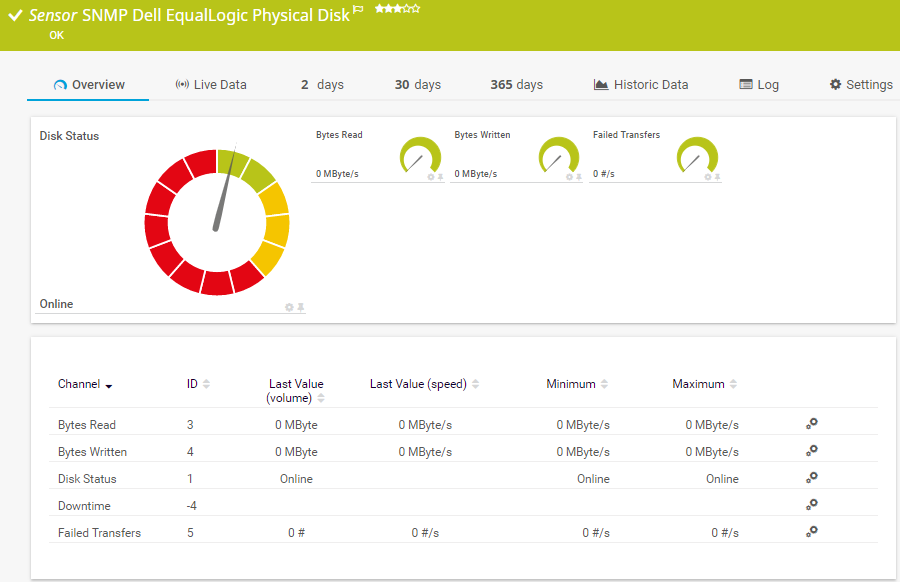 Sensor SNMP Dell EqualLogic Physical Disk
OK
Overview Live Data 2 days 30 days 365 days Historic Data Log Settings
Disk Status
Bytes Read
0 MByte/s
Bytes Written
0 MByte/s
Failed Transfers
0 #/s
Online
Channel ID Last Value (volume) Last Value (speed) Minimum Maximum
Bytes Read 3 0 MByte 0 MByte/s 0 MByte/s 0 MByte/s
Bytes Written 4 0 MByte 0 MByte/s 0 MByte/s 0 MByte/s
Disk Status 1 Online Online Online
Downtime -4
Failed Transfers 5 0 # 0 #/s 0 #/s 0 #/s